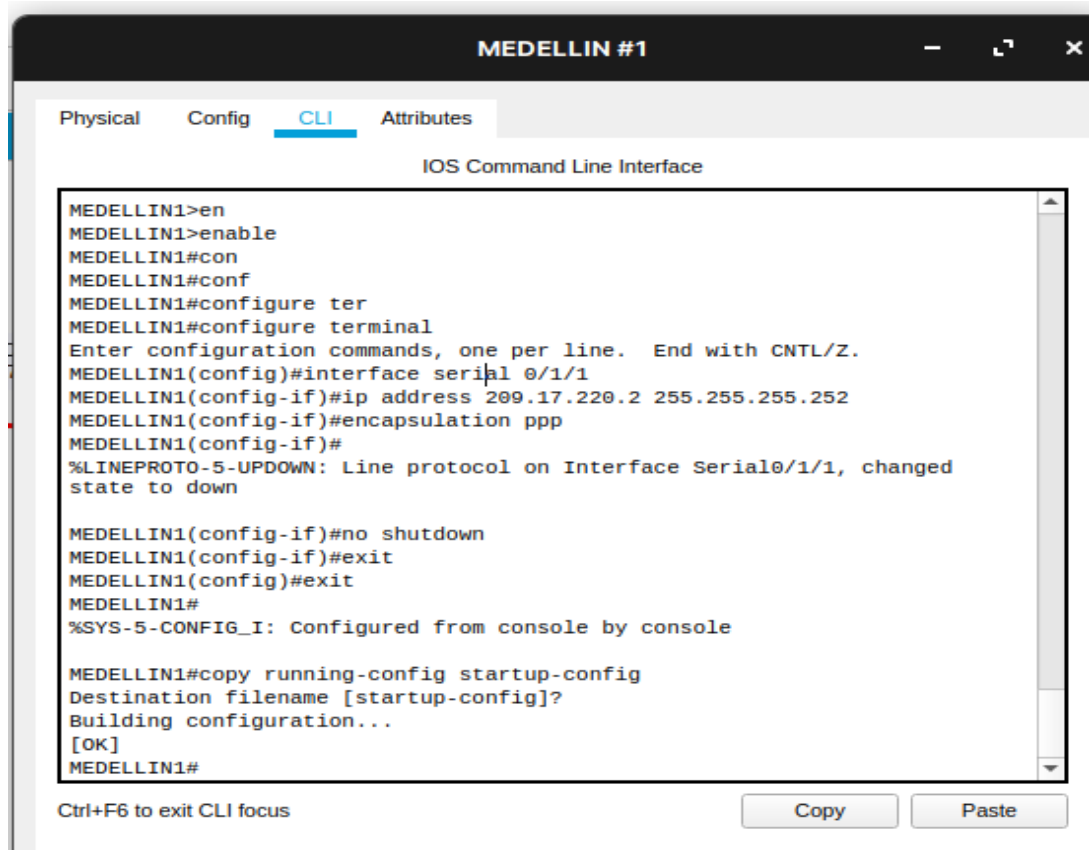 MEDELLIN #1
Physical Config CLI Attributes
IOS Command Line Interface
MEDELLIN1>en
MEDELLIN1>enable
MEDELLIN1#con
MEDELLIN1#conf
MEDELLIN1#configure ter
MEDELLIN1#configure terminal
Enter configuration commands, one per line.  End with CNTL/Z.
MEDELLIN1(config)#interface serial 0/1/1
MEDELLIN1(config-if)#ip address 209.17.220.2 255.255.255.252
MEDELLIN1(config-if)#encapsulation ppp
MEDELLIN1(config-if)#
%LINEPROTO-5-UPDOWN: Line protocol on Interface Serial0/1/1, changed
state to down
MEDELLIN1(config-if)#no shutdown
MEDELLIN1(config-if)#exit
MEDELLIN1(config)#exit
MEDELLIN1#
%SYS-5-CONFIG_I: Configured from console by console
MEDELLIN1#copy running-config startup-config
Destination filename [startup-config]?
Building configuration...
[OK]
MEDELLIN1#
Ctrl+F6 to exit CLI focus
Copy Paste